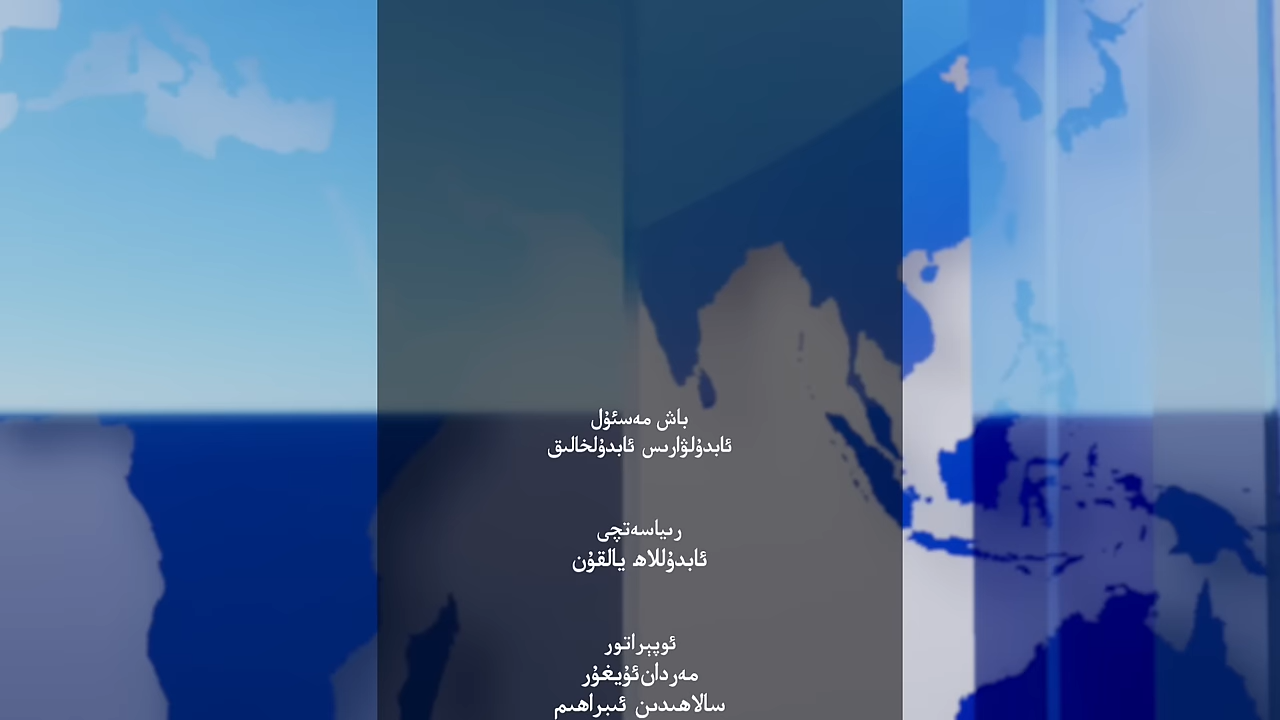 باش مەسئۇل
ئابدۇلۋارىس ئابدۇلخالىق
رىياسەتچى
ئابدۇللاھ يالقۇن
ئوپېراتور
مەردان‌ئۇيغۇر
سالاھىدىن ئىبراھىم